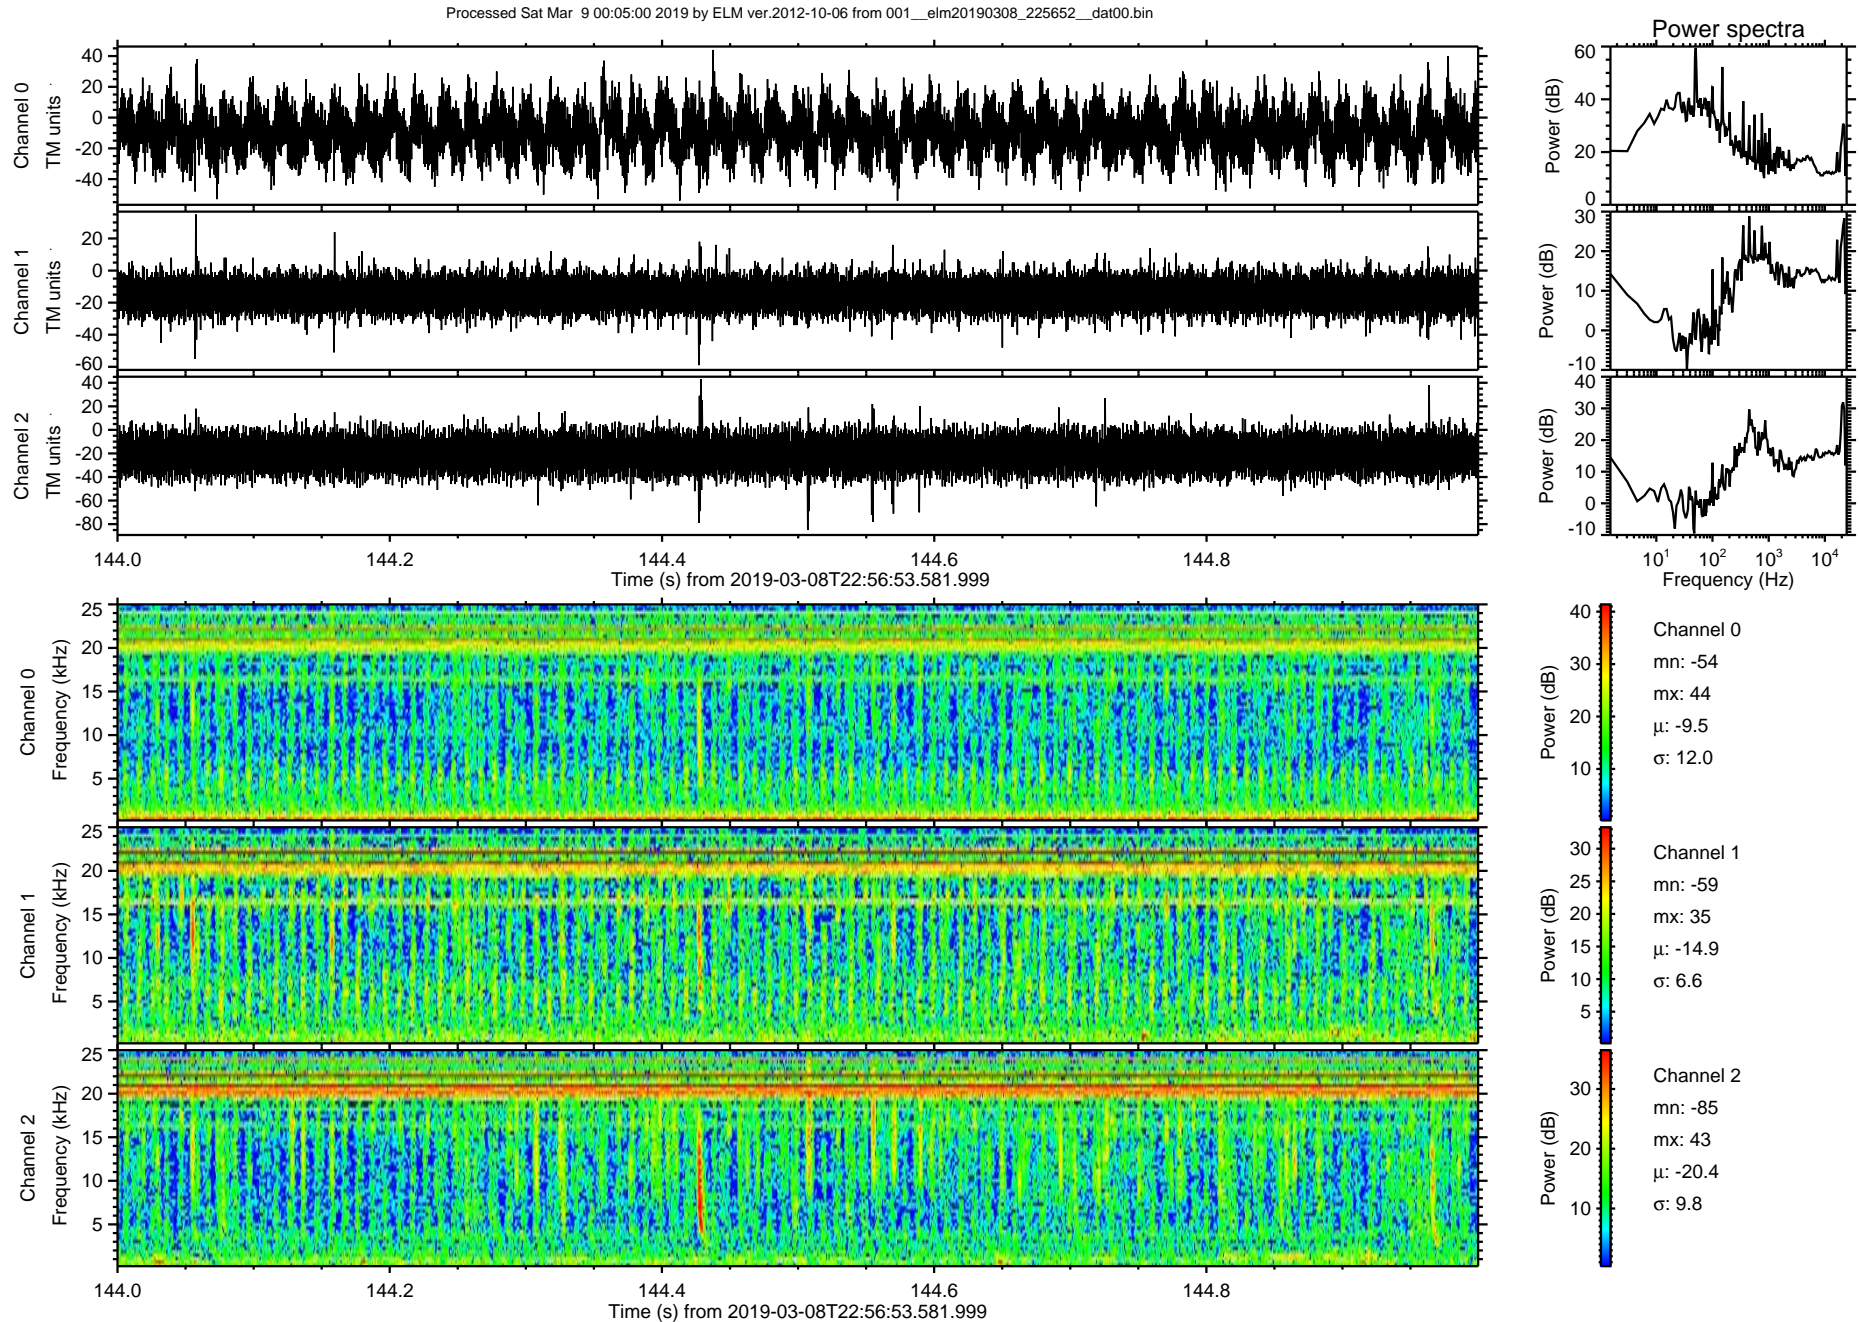 Processed Sat Mar  9 00:05:00 2019 by ELM ver.2012-10-06 from 001__elm20190308_225652__dat00.bin
Power spectra
Channel 0
TM units
40
20
0
-20
-40
Power (dB)
60
40
20
0
Channel 1
TM units
20
0
-20
-40
-60
Power (dB)
30
20
10
0
-10
Channel 2
TM units
40
20
0
-20
-40
-60
-80
Power (dB)
40
30
20
10
0
-10
144.0 144.2 144.4 144.6 144.8
Time (s) from 2019-03-08T22:56:53.581.999
10¹ 10² 10³ 10⁴
Frequency (Hz)
Channel 0
Frequency (kHz)
25
20
15
10
5
Power (dB)
40
30
20
10
Channel 0
mn: -54
mx: 44
μ: -9.5
σ: 12.0
Channel 1
Frequency (kHz)
25
20
15
10
5
Power (dB)
30
25
20
15
10
5
Channel 1
mn: -59
mx: 35
μ: -14.9
σ: 6.6
Channel 2
Frequency (kHz)
25
20
15
10
5
Power (dB)
30
20
10
Channel 2
mn: -85
mx: 43
μ: -20.4
σ: 9.8
144.0 144.2 144.4 144.6 144.8
Time (s) from 2019-03-08T22:56:53.581.999